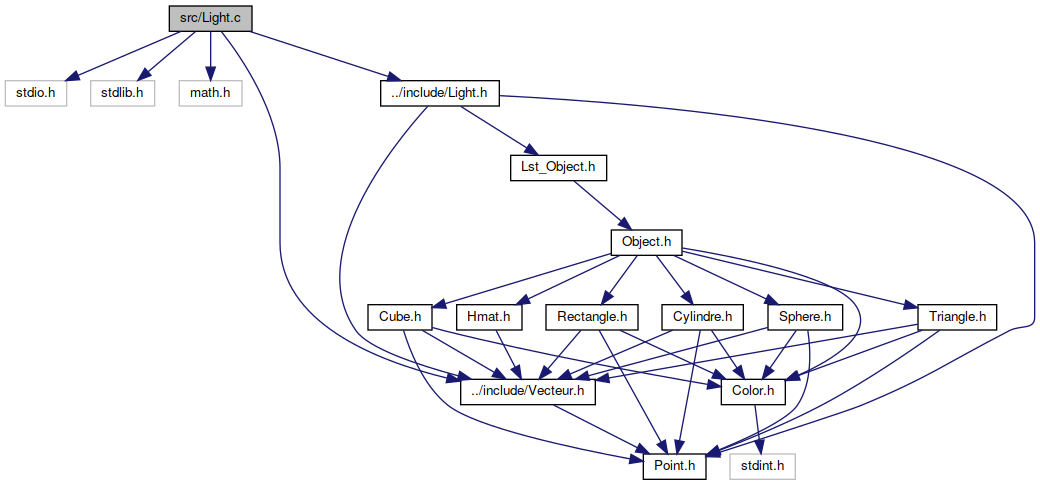 src/Light.c
stdio.h
stdlib.h
math.h
../include/Light.h
Lst_Object.h
Object.h
Cube.h
Hmat.h
Rectangle.h
Cylindre.h
Sphere.h
Triangle.h
../include/Vecteur.h
Color.h
Point.h
stdint.h